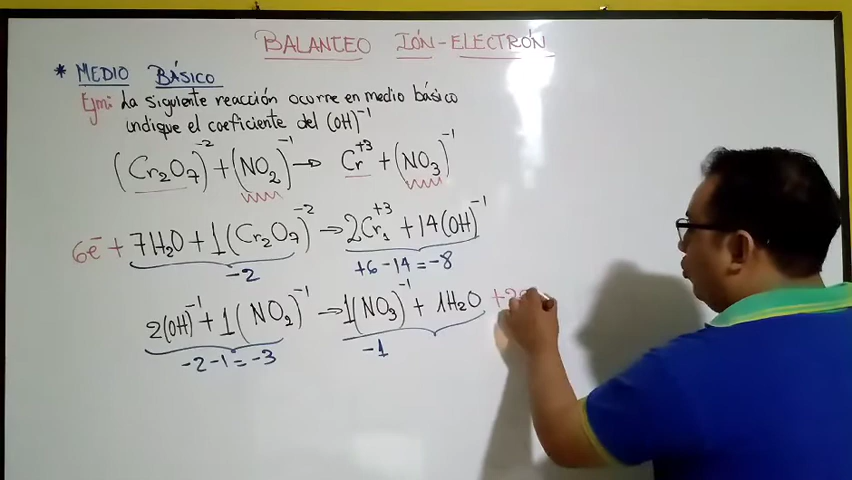 BALANCEO IÓN-ELECTRÓN
* MEDIO BÁSICO
Ejm: La siguiente reacción ocurre en medio básico
indique el coeficiente del (OH)⁻¹
(Cr₂O₇)⁻² + (NO₂)⁻¹ → Cr⁺³ + (NO₃)⁻¹
6e⁻ + 7H₂O + 1(Cr₂O₇)⁻² → 2Cr₁⁺³ + 14(OH)⁻¹
-2 +6-14=-8
2(OH)⁻¹ + 1(NO₂)⁻¹ → 1(NO₃)⁻¹ + 1H₂O +2e
-2-1=-3 -1